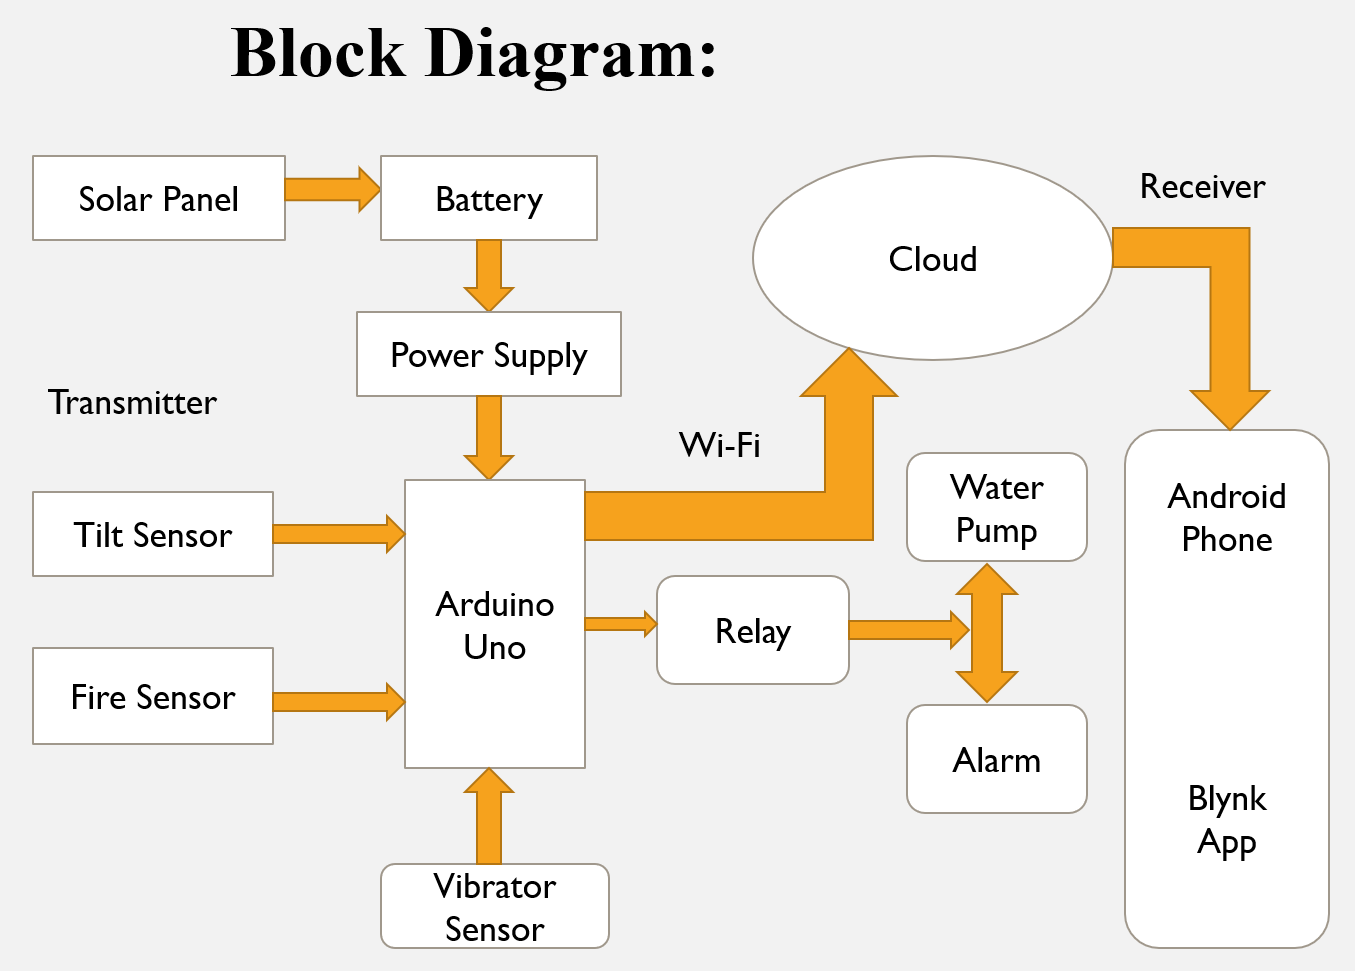 Block Diagram:
Solar Panel
Battery
Cloud
Receiver
Power Supply
Transmitter
Wi-Fi
Tilt Sensor
Arduino
Uno
Fire Sensor
Relay
Water
Pump
Alarm
Android
Phone
Blynk
App
Vibrator
Sensor